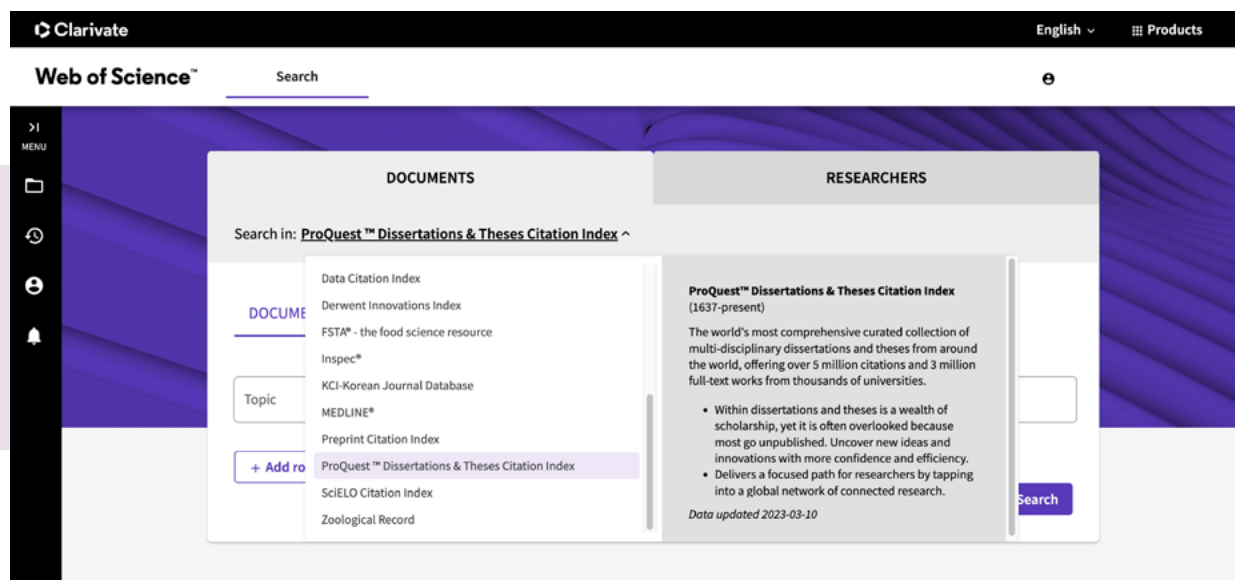 Clarivate
English
Products
Web of Science™
Search
MENU
DOCUMENTS
RESEARCHERS
Search in: ProQuest ™ Dissertations & Theses Citation Index
DOCUME
Topic
+ Add ro
Data Citation Index
Derwent Innovations Index
FSTA® - the food science resource
Inspec®
KCI-Korean Journal Database
MEDLINE®
Preprint Citation Index
ProQuest ™ Dissertations & Theses Citation Index
SciELO Citation Index
Zoological Record
ProQuest™ Dissertations & Theses Citation Index
(1637-present)
The world's most comprehensive curated collection of
multi-disciplinary dissertations and theses from around
the world, offering over 5 million citations and 3 million
full-text works from thousands of universities.
• Within dissertations and theses is a wealth of
scholarship, yet it is often overlooked because
most go unpublished. Uncover new ideas and
innovations with more confidence and efficiency.
• Delivers a focused path for researchers by tapping
into a global network of connected research.
Data updated 2023-03-10
Search